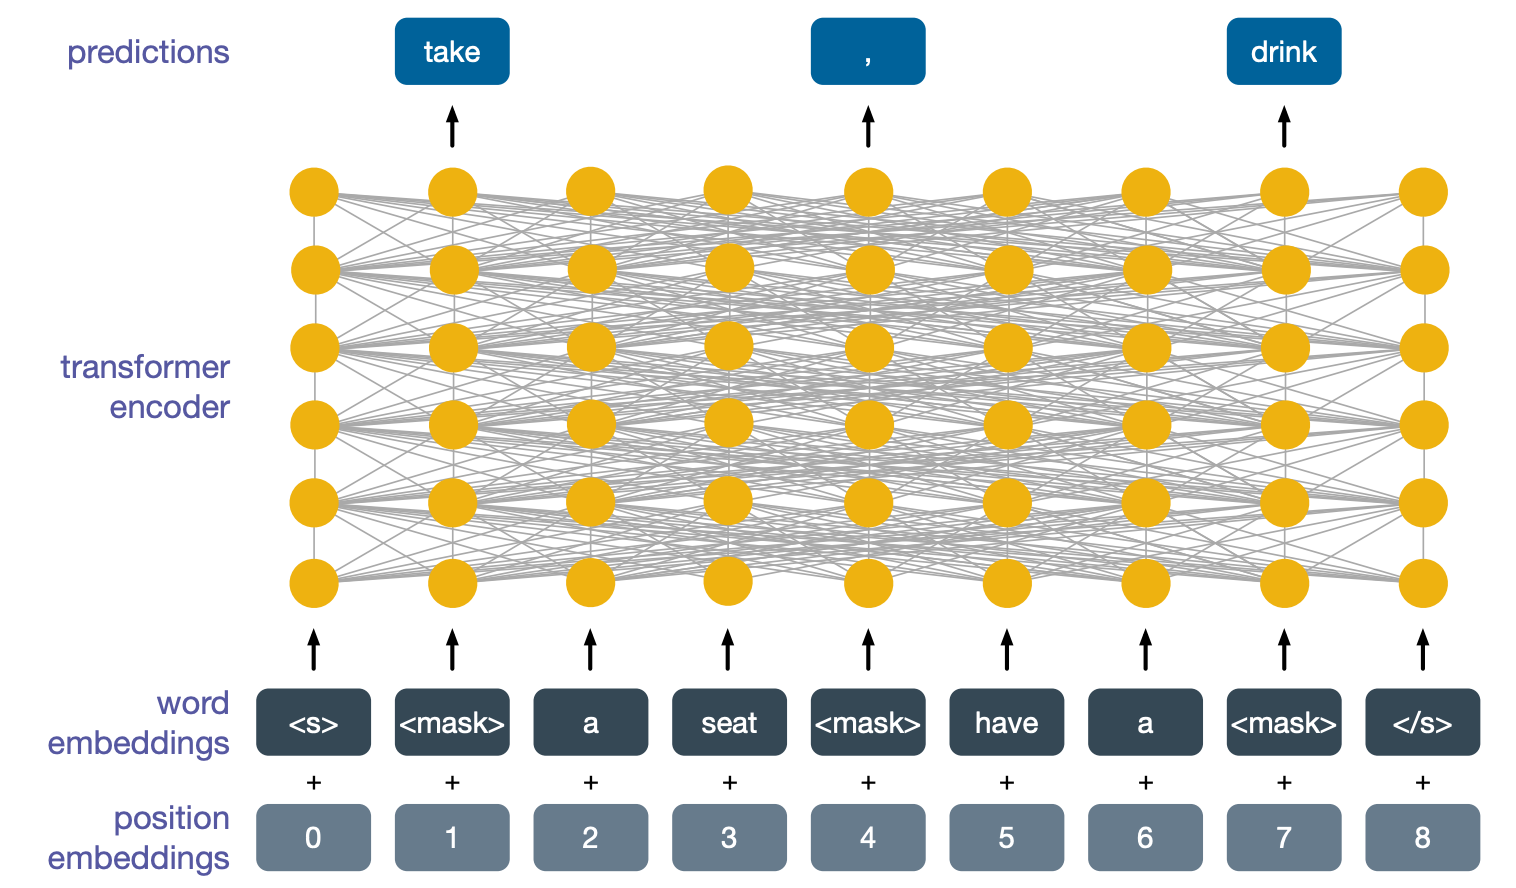 predictions
take , drink
transformer
encoder
word
embeddings
<s> <mask> a seat <mask> have a <mask> </s>
+ + + + + + + + +
position
embeddings
0 1 2 3 4 5 6 7 8